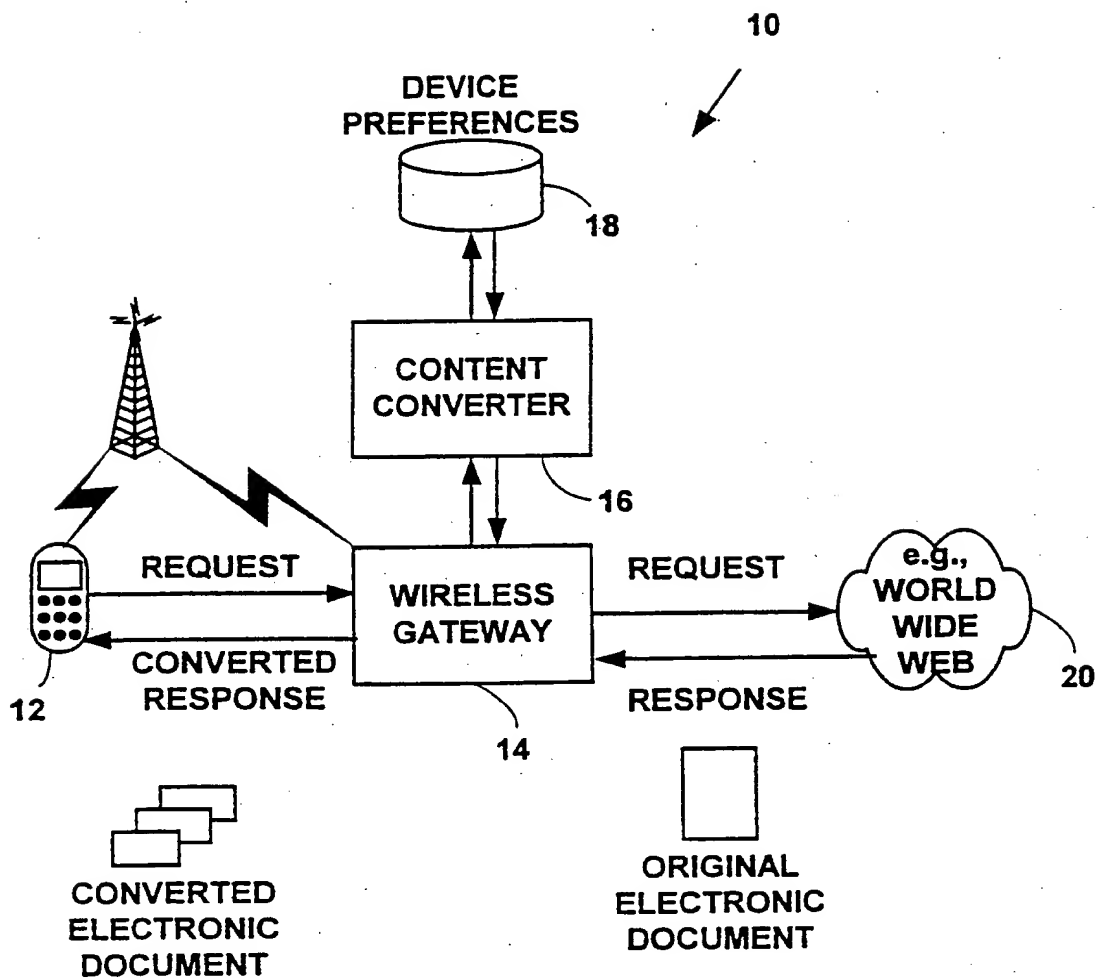 10
DEVICE
PREFERENCES
18
CONTENT
CONVERTER
16
REQUEST
WIRELESS
GATEWAY
REQUEST
e.g.,
WORLD
WIDE
WEB
20
CONVERTED
RESPONSE
12
14
RESPONSE
CONVERTED
ELECTRONIC
DOCUMENT
ORIGINAL
ELECTRONIC
DOCUMENT